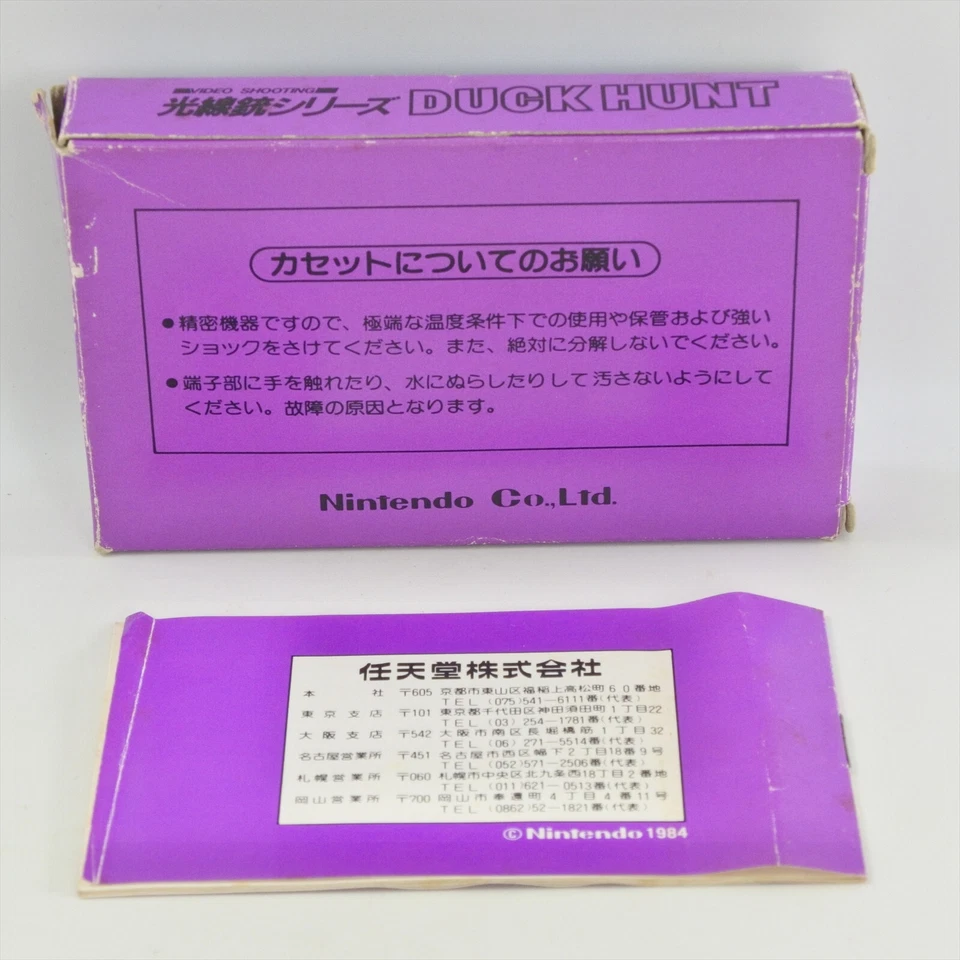 VIDEO SHOOTING
光線銃シリーズ DUCK HUNT
カセットについてのお願い
●精密機器ですので、極端な温度条件下での使用や保管および強い
ショックをさけてください。また、絶対に分解しないでください。
●端子部に手を触れたり、水にぬらしたりして汚さないようにして
ください。故障の原因となります。
Nintendo Co.,Ltd.
任天堂株式会社
本社 〒605 京都市東山区福稲上高松町60番地
TEL (075)541-6111番(代表)
東京支店 〒101 東京都千代田区神田須田町1丁目22
TEL (03) 254-1781番(代表)
大阪支店 〒542 大阪市南区長堀橋筋1丁目32
TEL (06) 271-5514番(代表)
名古屋営業所 〒451 名古屋市西区幅下2丁目18番9号
TEL (052)571-2506番(代表)
札幌営業所 〒060 札幌市中央区北九条西18丁目2番地
TEL (011)621-0513番(代表)
岡山営業所 〒700 岡山市奉還町4丁目4番11号
TEL (0862)52-1821番(代表)
©Nintendo 1984